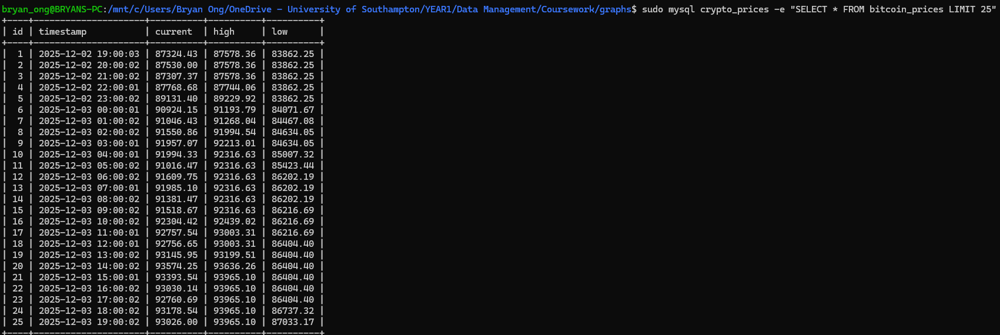 bryan_ong@BRYANS-PC:/mnt/c/Users/Bryan Ong/OneDrive - University of Southampton/YEAR1/Data Management/Coursework/graphs$ sudo mysql crypto_prices -e "SELECT * FROM bitcoin_prices LIMIT 25"
+----+---------------------+----------+----------+----------+
| id | timestamp           | current  | high     | low      |
+----+---------------------+----------+----------+----------+
|  1 | 2025-12-02 19:00:03 | 87324.43 | 87578.36 | 83862.25 |
|  2 | 2025-12-02 20:00:02 | 87530.00 | 87578.36 | 83862.25 |
|  3 | 2025-12-02 21:00:02 | 87307.37 | 87578.36 | 83862.25 |
|  4 | 2025-12-02 22:00:01 | 87768.68 | 87744.06 | 83862.25 |
|  5 | 2025-12-02 23:00:02 | 89131.40 | 89229.92 | 83862.25 |
|  6 | 2025-12-03 00:00:01 | 90924.15 | 91193.79 | 84071.67 |
|  7 | 2025-12-03 01:00:02 | 91046.43 | 91268.04 | 84467.08 |
|  8 | 2025-12-03 02:00:02 | 91550.86 | 91994.54 | 84634.05 |
|  9 | 2025-12-03 03:00:01 | 91957.07 | 92213.01 | 84634.05 |
| 10 | 2025-12-03 04:00:01 | 91994.33 | 92316.63 | 85007.32 |
| 11 | 2025-12-03 05:00:02 | 91016.47 | 92316.63 | 85423.44 |
| 12 | 2025-12-03 06:00:02 | 91609.75 | 92316.63 | 86202.19 |
| 13 | 2025-12-03 07:00:01 | 91985.10 | 92316.63 | 86202.19 |
| 14 | 2025-12-03 08:00:02 | 91381.47 | 92316.63 | 86202.19 |
| 15 | 2025-12-03 09:00:02 | 91518.67 | 92316.63 | 86216.69 |
| 16 | 2025-12-03 10:00:02 | 92304.42 | 92439.02 | 86216.69 |
| 17 | 2025-12-03 11:00:01 | 92757.54 | 93003.31 | 86216.69 |
| 18 | 2025-12-03 12:00:01 | 92756.65 | 93003.31 | 86404.40 |
| 19 | 2025-12-03 13:00:02 | 93145.95 | 93199.51 | 86404.40 |
| 20 | 2025-12-03 14:00:02 | 93574.25 | 93636.26 | 86404.40 |
| 21 | 2025-12-03 15:00:01 | 93393.54 | 93965.10 | 86404.40 |
| 22 | 2025-12-03 16:00:02 | 93030.14 | 93965.10 | 86404.40 |
| 23 | 2025-12-03 17:00:02 | 92760.69 | 93965.10 | 86404.40 |
| 24 | 2025-12-03 18:00:02 | 93178.54 | 93965.10 | 86737.32 |
| 25 | 2025-12-03 19:00:02 | 93026.00 | 93965.10 | 87033.17 |
+----+---------------------+----------+----------+----------+